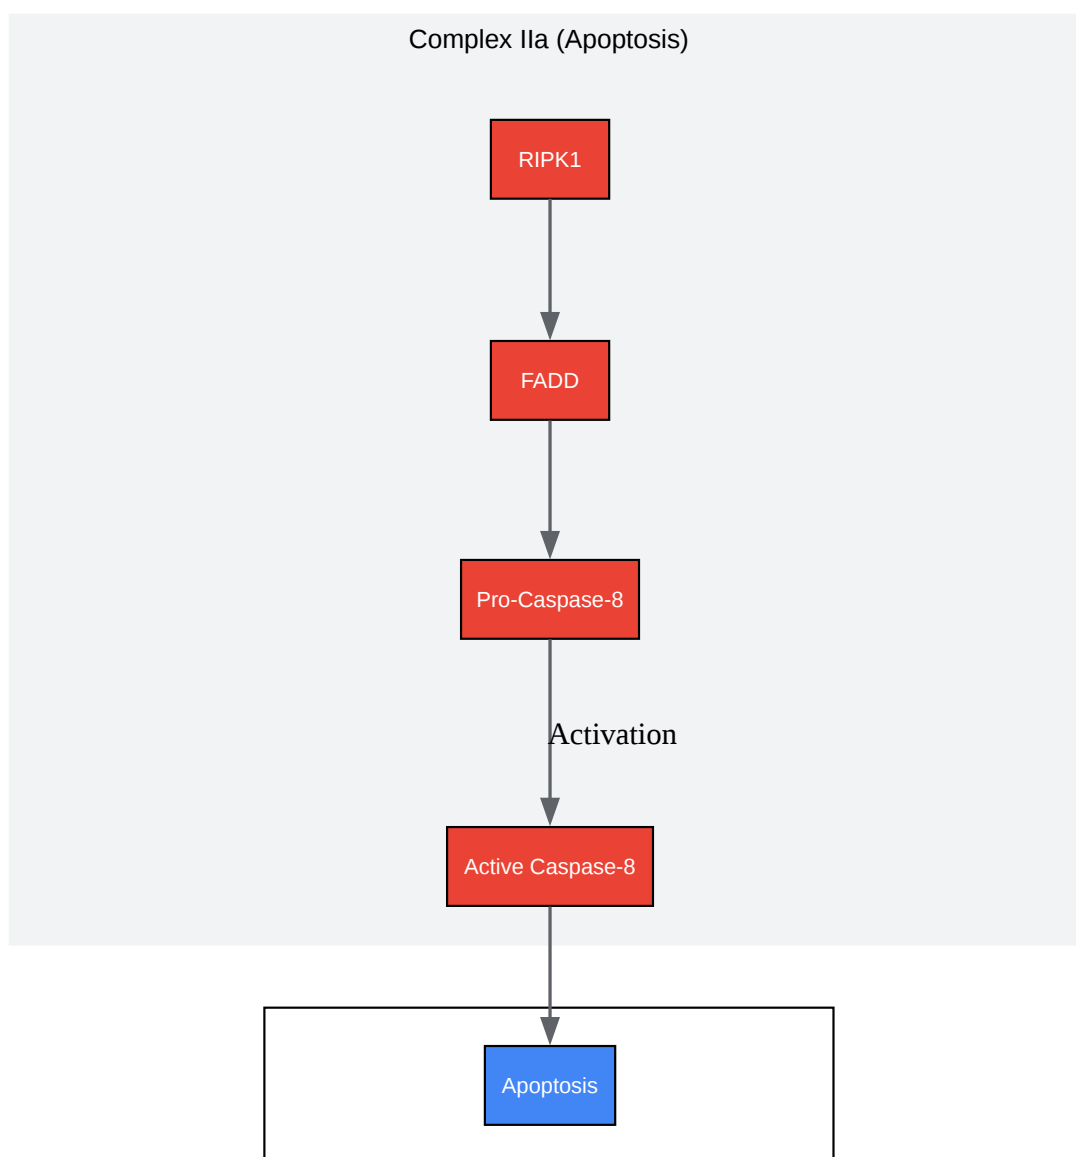 Complex IIa (Apoptosis)
RIPK1
FADD
Pro-Caspase-8
Activation
Active Caspase-8
Apoptosis